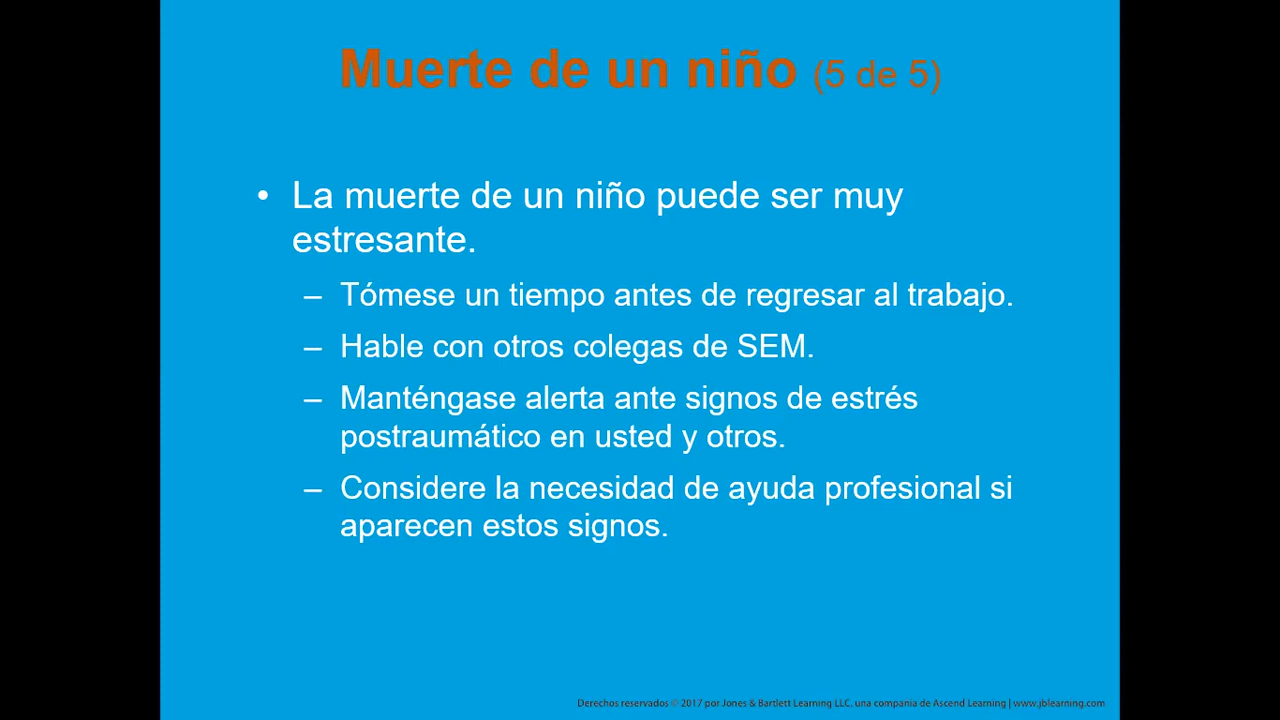 Muerte de un niño (5 de 5)
• La muerte de un niño puede ser muy
estresante.
– Tómese un tiempo antes de regresar al trabajo.
– Hable con otros colegas de SEM.
– Manténgase alerta ante signos de estrés
postraumático en usted y otros.
– Considere la necesidad de ayuda profesional si
aparecen estos signos.
Derechos reservados © 2017 por Jones & Bartlett Learning LLC. una compania de Ascend Learning | www.jblearning.com